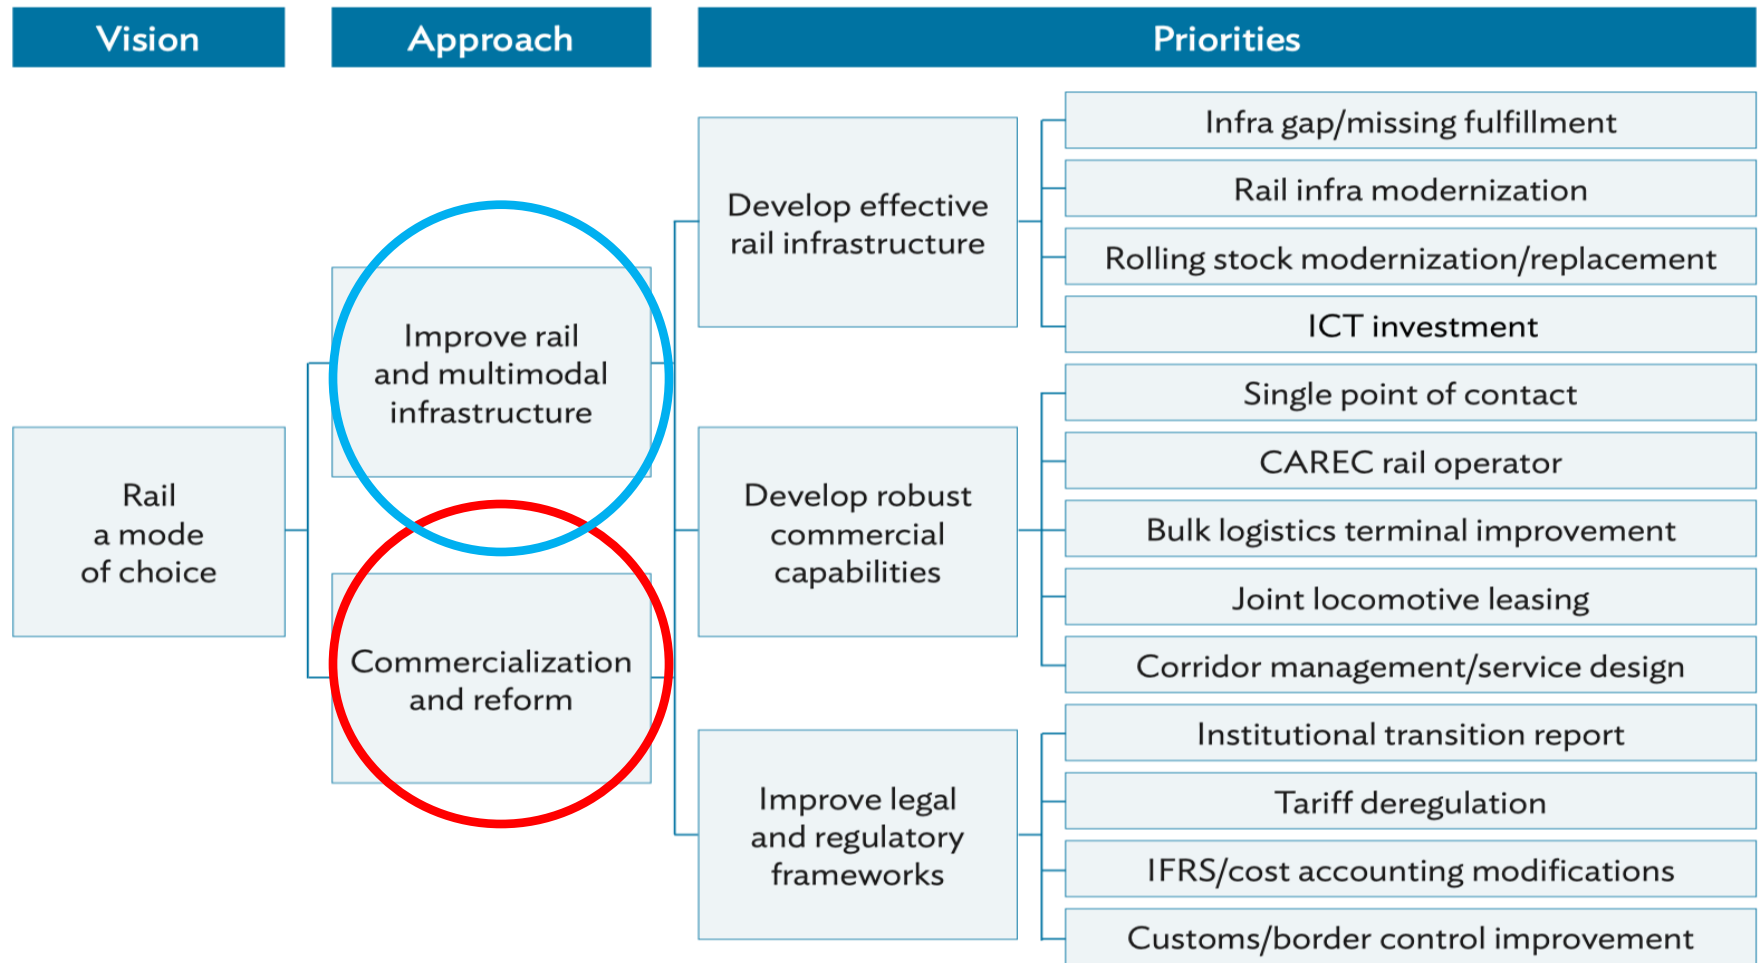 Vision
Approach
Priorities
Rail
a mode
of choice
Improve rail
and multimodal
infrastructure
Commercialization
and reform
Develop effective
rail infrastructure
Infra gap/missing fulfillment
Rail infra modernization
Rolling stock modernization/replacement
ICT investment
Develop robust
commercial
capabilities
Single point of contact
CAREC rail operator
Bulk logistics terminal improvement
Joint locomotive leasing
Corridor management/service design
Improve legal
and regulatory
frameworks
Institutional transition report
Tariff deregulation
IFRS/cost accounting modifications
Customs/border control improvement